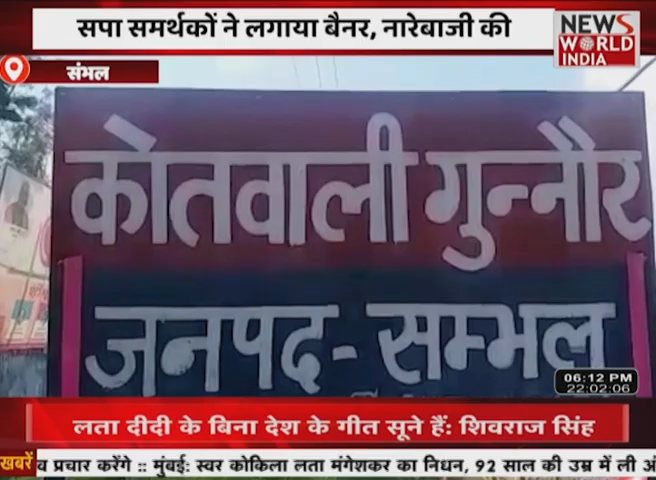 सपा समर्थकों ने लगाया बैनर, नारेबाजी की
NEWS
WORLD
INDIA
संभल
कोतवाली गुन्नौर
जनपद-सम्भल
06:12 PM
22:02:06
लता दीदी के बिना देश के गीत सूने हैं: शिवराज सिंह
खबरें व प्रचार करेंगे :: मुंबई: स्वर कोकिला लता मंगेशकर का निधन, 92 साल की उम्र में ली